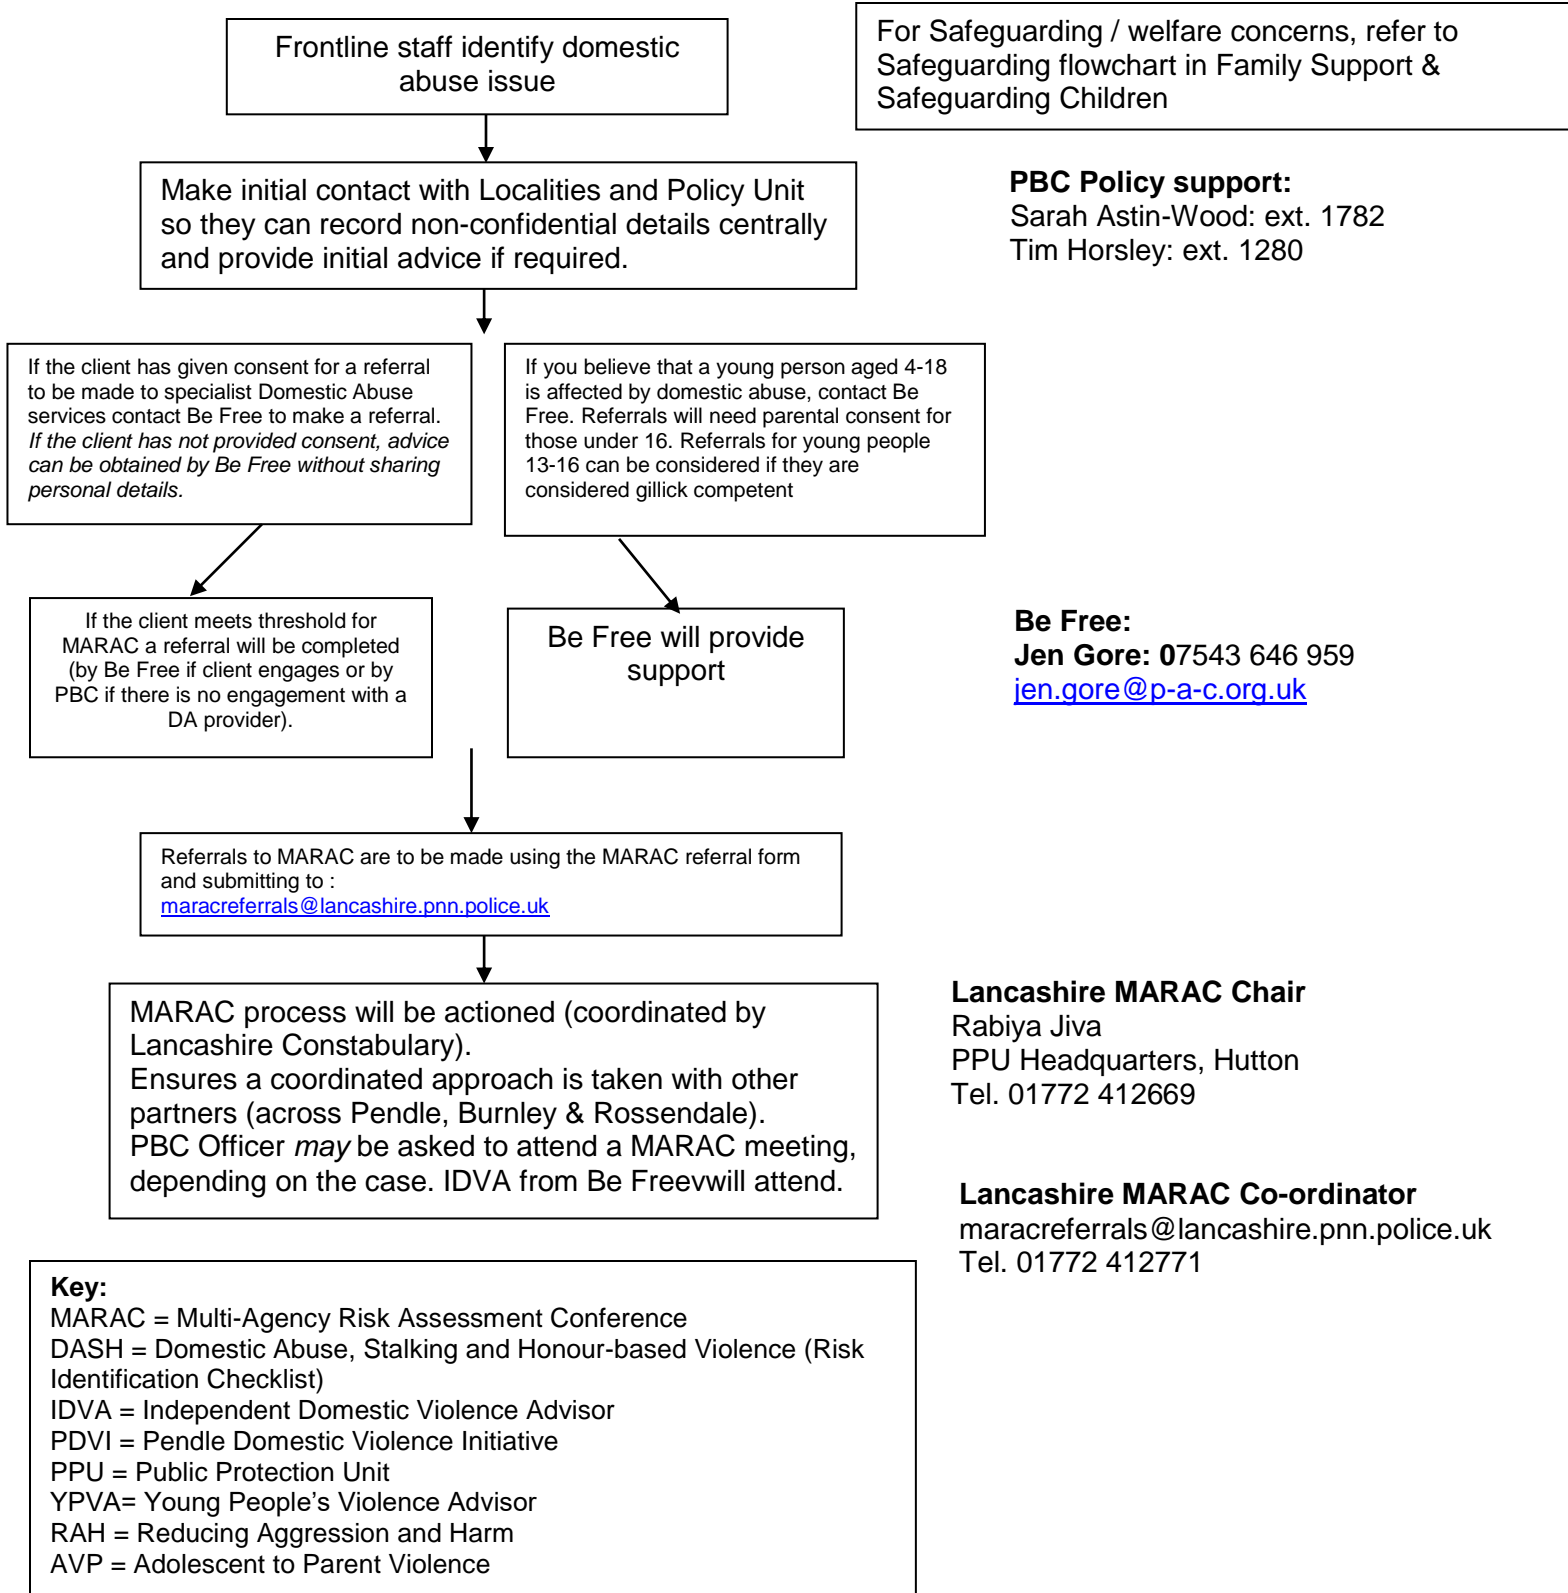 Frontline staff identify domestic
abuse issue
For Safeguarding / welfare concerns, refer to
Safeguarding flowchart in Family Support &
Safeguarding Children
Make initial contact with Localities and Policy Unit
so they can record non-confidential details centrally
and provide initial advice if required.
PBC Policy support:
Sarah Astin-Wood: ext. 1782
Tim Horsley: ext. 1280
If the client has given consent for a referral
to be made to specialist Domestic Abuse
services contact Be Free to make a referral.
If the client has not provided consent, advice
can be obtained by Be Free without sharing
personal details.
If you believe that a young person aged 4-18
is affected by domestic abuse, contact Be
Free. Referrals will need parental consent for
those under 16. Referrals for young people
13-16 can be considered if they are
considered gillick competent
If the client meets threshold for
MARAC a referral will be completed
(by Be Free if client engages or by
PBC if there is no engagement with a
DA provider).
Be Free will provide
support
Be Free:
Jen Gore: 07543 646 959
jen.gore@p-a-c.org.uk
Referrals to MARAC are to be made using the MARAC referral form
and submitting to :
maracreferrals@lancashire.pnn.police.uk
MARAC process will be actioned (coordinated by
Lancashire Constabulary).
Ensures a coordinated approach is taken with other
partners (across Pendle, Burnley & Rossendale).
PBC Officer may be asked to attend a MARAC meeting,
depending on the case. IDVA from Be Freevwill attend.
Lancashire MARAC Chair
Rabiya Jiva
PPU Headquarters, Hutton
Tel. 01772 412669
Lancashire MARAC Co-ordinator
maracreferrals@lancashire.pnn.police.uk
Tel. 01772 412771
Key:
MARAC = Multi-Agency Risk Assessment Conference
DASH = Domestic Abuse, Stalking and Honour-based Violence (Risk
Identification Checklist)
IDVA = Independent Domestic Violence Advisor
PDVI = Pendle Domestic Violence Initiative
PPU = Public Protection Unit
YPVA= Young People's Violence Advisor
RAH = Reducing Aggression and Harm
AVP = Adolescent to Parent Violence